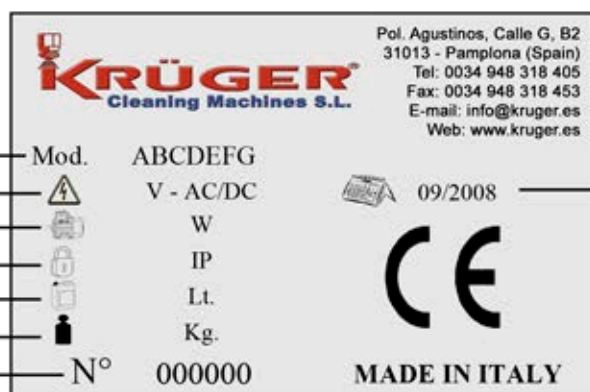 Pol. Agustinos, Calle G, B2
31013 - Pamplona (Spain)
Tel: 0034 948 318 405
Fax: 0034 948 318 453
E-mail: info@kruger.es
Web: www.kruger.es
KRÜGER®
Cleaning Machines S.L.
Mod. ABCDEFG
V - AC/DC
09/2008
W
IP
Lt.
Kg.
CE
N° 000000
MADE IN ITALY